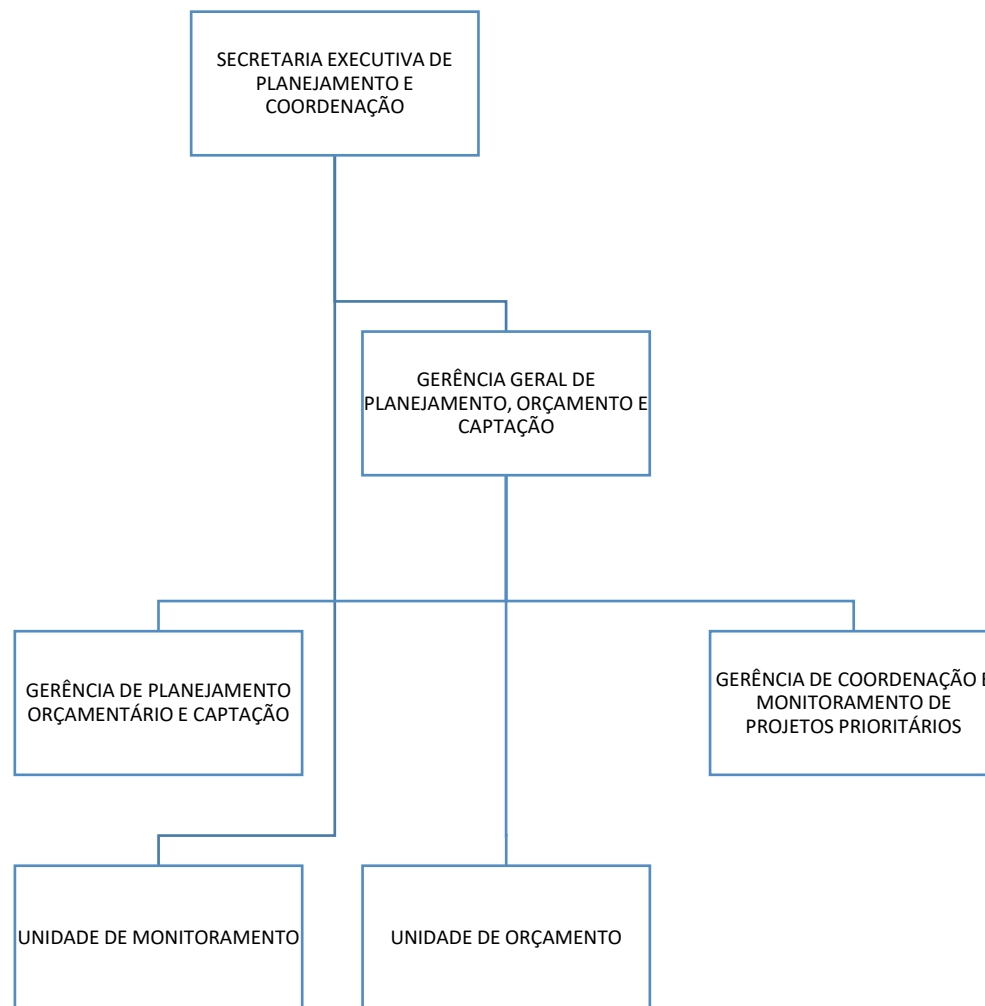 SECRETARIA EXECUTIVA DE
PLANEJAMENTO E
COORDENAÇÃO
GERÊNCIA GERAL DE
PLANEJAMENTO, ORÇAMENTO E
CAPTAÇÃO
GERÊNCIA DE PLANEJAMENTO
ORÇAMENTÁRIO E CAPTAÇÃO
GERÊNCIA DE COORDENAÇÃO E
MONITORAMENTO DE
PROJETOS PRIORITÁRIOS
UNIDADE DE MONITORAMENTO
UNIDADE DE ORÇAMENTO